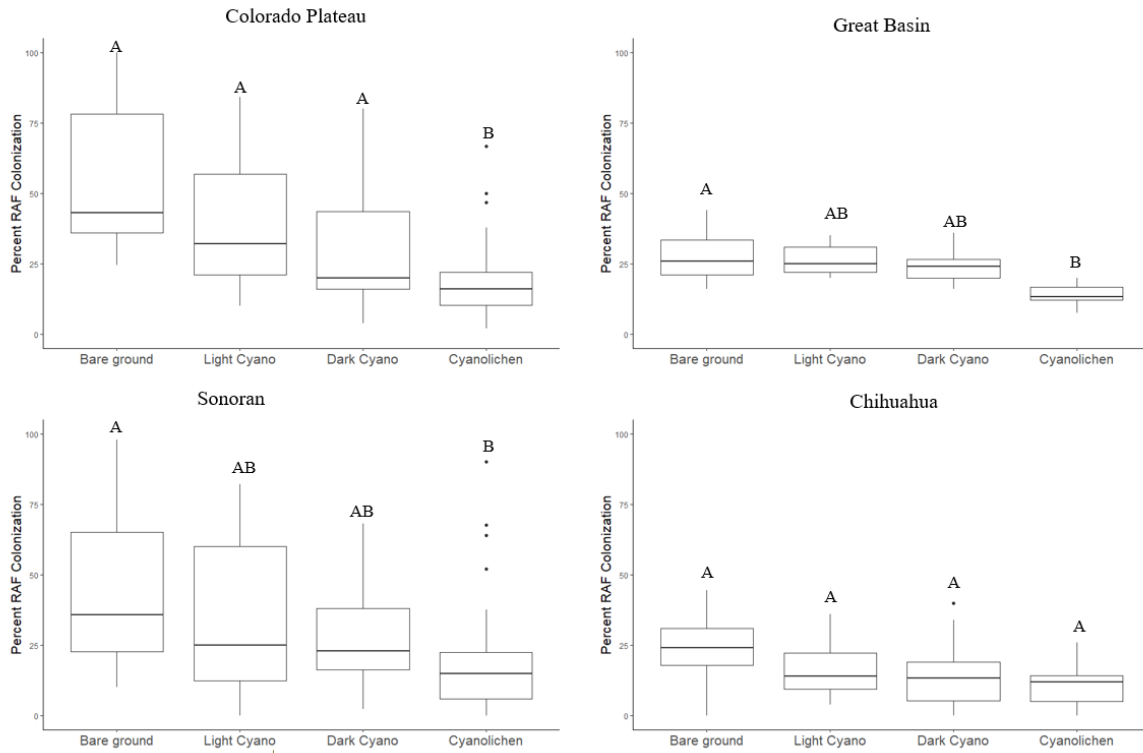 Colorado Plateau
Percent RAF Colonization
100
75
50
25
0
A
A
A
B
Bare ground Light Cyano Dark Cyano Cyanolichen
Great Basin
Percent RAF Colonization
100
75
50
25
0
A
AB
AB
B
Bare ground Light Cyano Dark Cyano Cyanolichen
Sonoran
Percent RAF Colonization
100
75
50
25
0
A
AB
AB
B
Bare ground Light Cyano Dark Cyano Cyanolichen
Chihuahua
Percent RAF Colonization
100
75
50
25
0
A
A
A
A
Bare ground Light Cyano Dark Cyano Cyanolichen